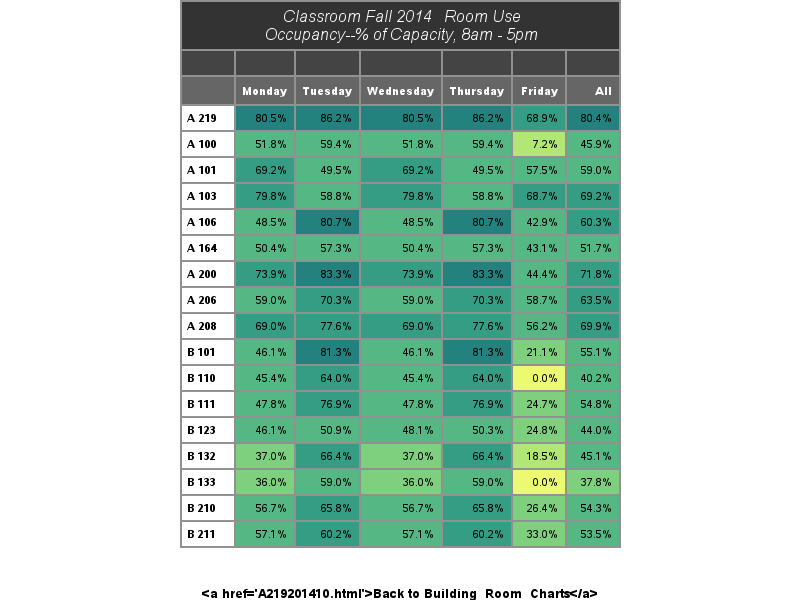 Classroom Fall 2014 Room Use
Occupancy--% of Capacity, 8am - 5pm
Monday Tuesday Wednesday Thursday Friday All
A 219 80.5% 86.2% 80.5% 86.2% 68.9% 80.4%
A 100 51.8% 59.4% 51.8% 59.4% 7.2% 45.9%
A 101 69.2% 49.5% 69.2% 49.5% 57.5% 59.0%
A 103 79.8% 58.8% 79.8% 58.8% 68.7% 69.2%
A 106 48.5% 80.7% 48.5% 80.7% 42.9% 60.3%
A 164 50.4% 57.3% 50.4% 57.3% 43.1% 51.7%
A 200 73.9% 83.3% 73.9% 83.3% 44.4% 71.8%
A 206 59.0% 70.3% 59.0% 70.3% 58.7% 63.5%
A 208 69.0% 77.6% 69.0% 77.6% 56.2% 69.9%
B 101 46.1% 81.3% 46.1% 81.3% 21.1% 55.1%
B 110 45.4% 64.0% 45.4% 64.0% 0.0% 40.2%
B 111 47.8% 76.9% 47.8% 76.9% 24.7% 54.8%
B 123 46.1% 50.9% 48.1% 50.3% 24.8% 44.0%
B 132 37.0% 66.4% 37.0% 66.4% 18.5% 45.1%
B 133 36.0% 59.0% 36.0% 59.0% 0.0% 37.8%
B 210 56.7% 65.8% 56.7% 65.8% 26.4% 54.3%
B 211 57.1% 60.2% 57.1% 60.2% 33.0% 53.5%
<a href='A219201410.html'>Back to Building_Room_Charts</a>